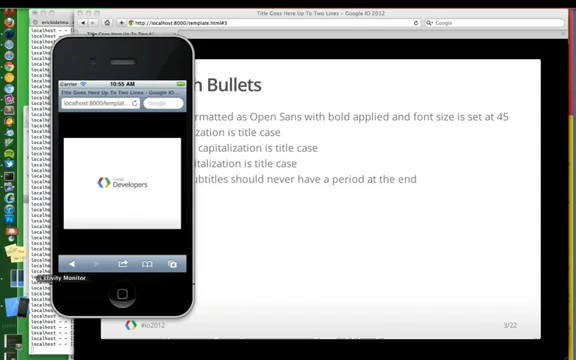 Title Goes Here Up To Two Lines – Google IO 2012
http://localhost:8000/template.html#3
Google
Carrier
10:55 AM
Title Goes Here Up To Two Lines - Google IO...
localhost:8000/templat...
Google
Google
Developers
Bullets
rmatted as Open Sans with bold applied and font size is set at 45
zation is title case
capitalization is title case
italization is title case
ubtitles should never have a period at the end
Activity Monitor
#io2012
3/22
localhost - -